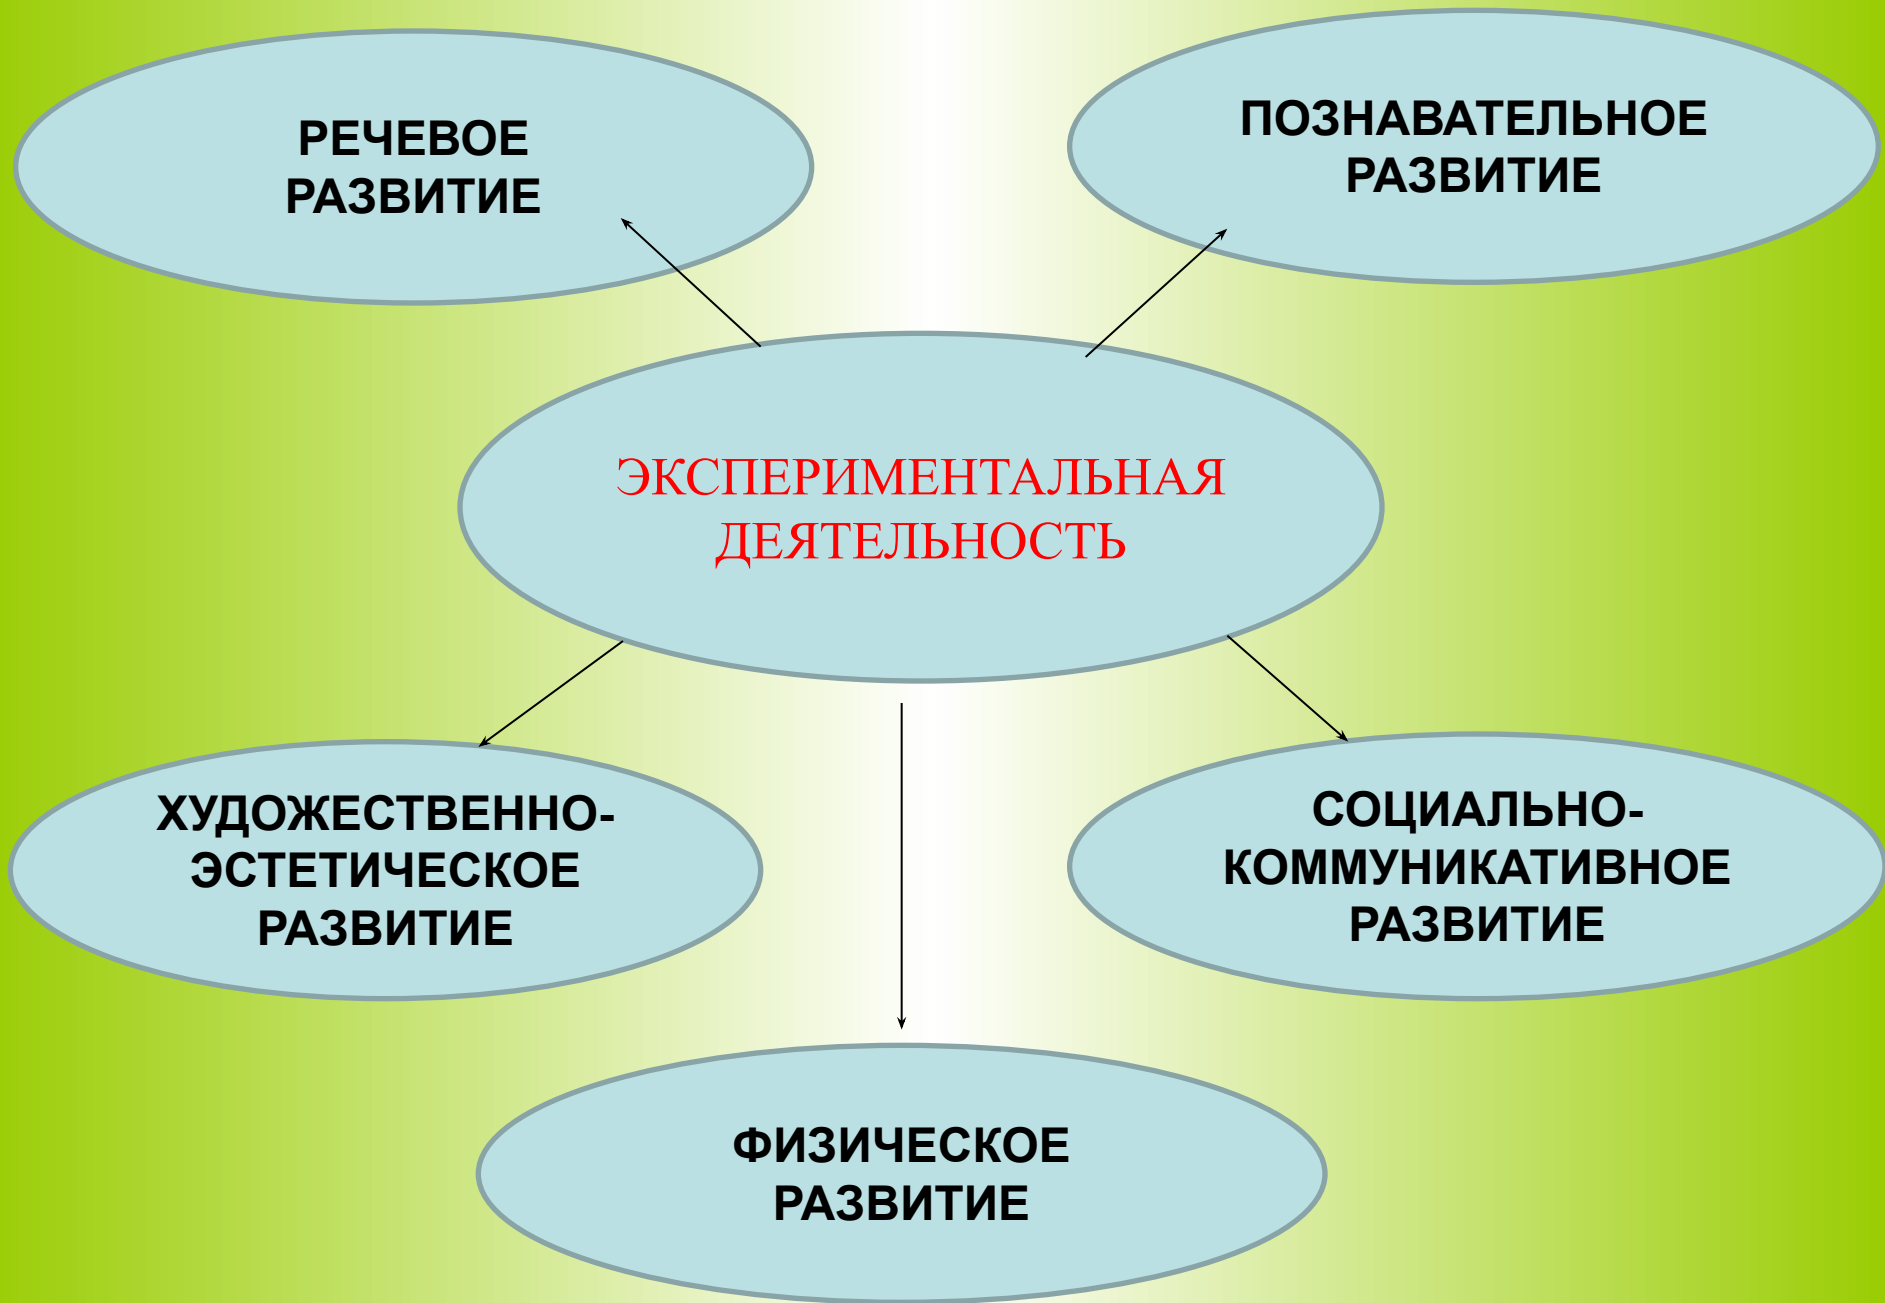 РЕЧЕВОЕ
РАЗВИТИЕ
ПОЗНАВАТЕЛЬНОЕ
РАЗВИТИЕ
ЭКСПЕРИМЕНТАЛЬНАЯ
ДЕЯТЕЛЬНОСТЬ
ХУДОЖЕСТВЕННО-
ЭСТЕТИЧЕСКОЕ
РАЗВИТИЕ
СОЦИАЛЬНО-
КОММУНИКАТИВНОЕ
РАЗВИТИЕ
ФИЗИЧЕСКОЕ
РАЗВИТИЕ